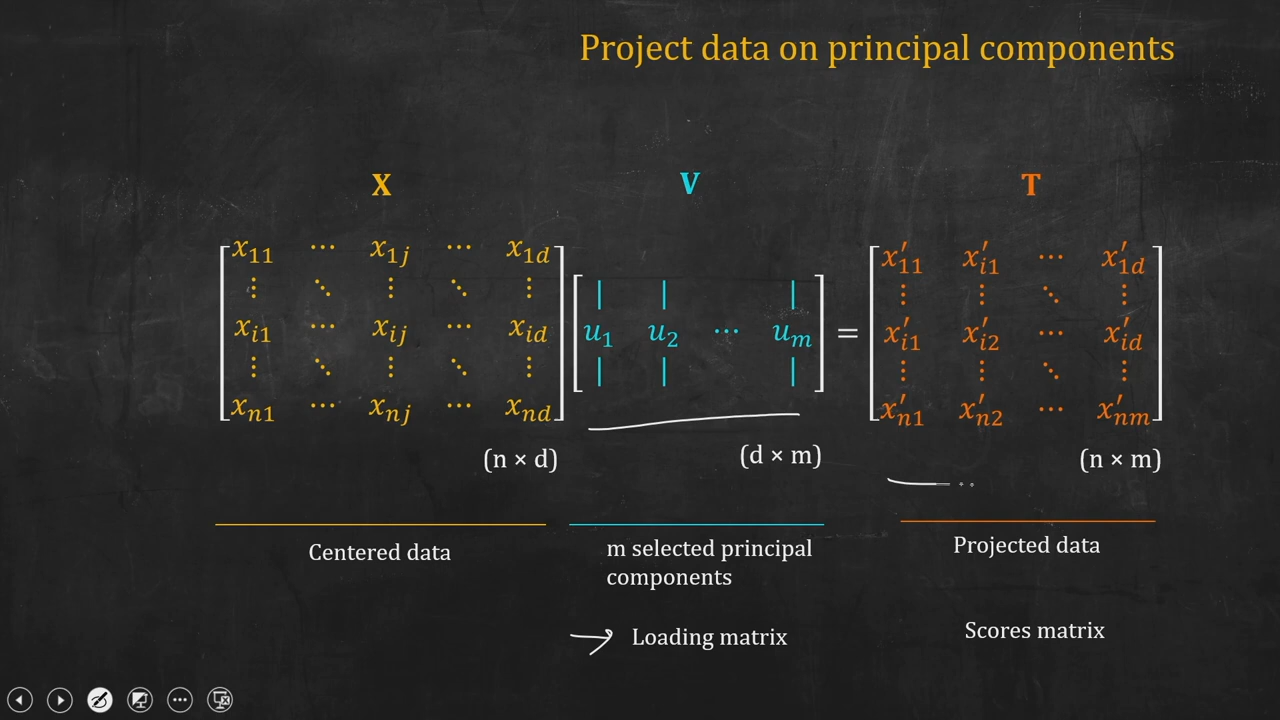 Project data on principal components
X V T
x₁₁ ⋯ x₁ⱼ ⋯ x₁d
⋮ ⋱ ⋮ ⋱ ⋮
xᵢ₁ ⋯ xᵢⱼ ⋯ xᵢd
⋮ ⋱ ⋮ ⋱ ⋮
xₙ₁ ⋯ xₙⱼ ⋯ xₙd
(n × d)
| | |
u₁ u₂ ⋯ uₘ
| | |
(d × m)
=
x′₁₁ x′ᵢ₁ ⋯ x′₁d
⋮ ⋮ ⋱ ⋮
x′ᵢ₁ x′ᵢ₂ ⋯ x′ᵢd
⋮ ⋮ ⋱ ⋮
x′ₙ₁ x′ₙ₂ ⋯ x′ₙₘ
(n × m)
Centered data
m selected principal
components
Loading matrix
Projected data
Scores matrix